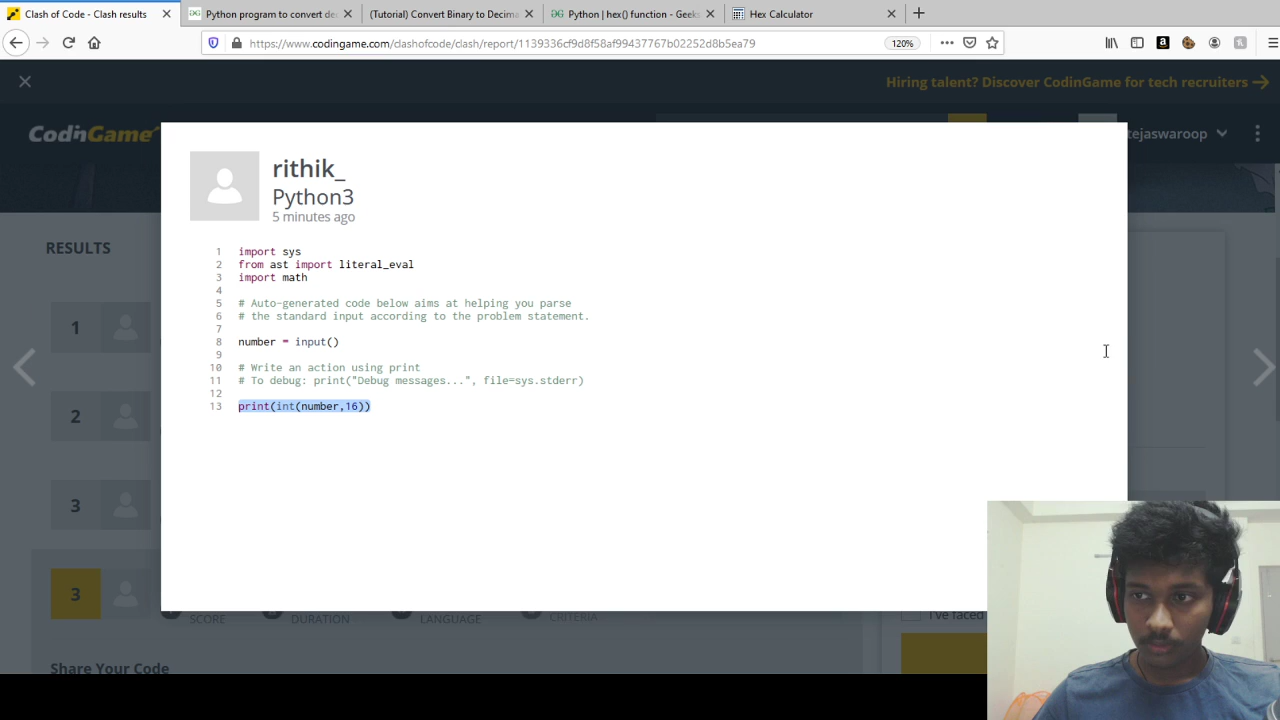 Clash of Code - Clash results
Python program to convert de
(Tutorial) Convert Binary to Decima
Python | hex() function - Geeks
Hex Calculator
https://www.codingame.com/clashofcode/clash/report/1139336cf9d8f58af99437767b02252d8b5ea79
120%
Hiring talent? Discover CodinGame for tech recruiters
CodinGame
tejaswaroop
rithik_
Python3
5 minutes ago
RESULTS
1
2
3
3
1 import sys
2 from ast import literal_eval
3 import math
4
5 # Auto-generated code below aims at helping you parse
6 # the standard input according to the problem statement.
7
8 number = input()
9
10 # Write an action using print
11 # To debug: print("Debug messages...", file=sys.stderr)
12
13 print(int(number,16))
SCORE
DURATION
LANGUAGE
CRITERIA
I've faced
Share Your Code